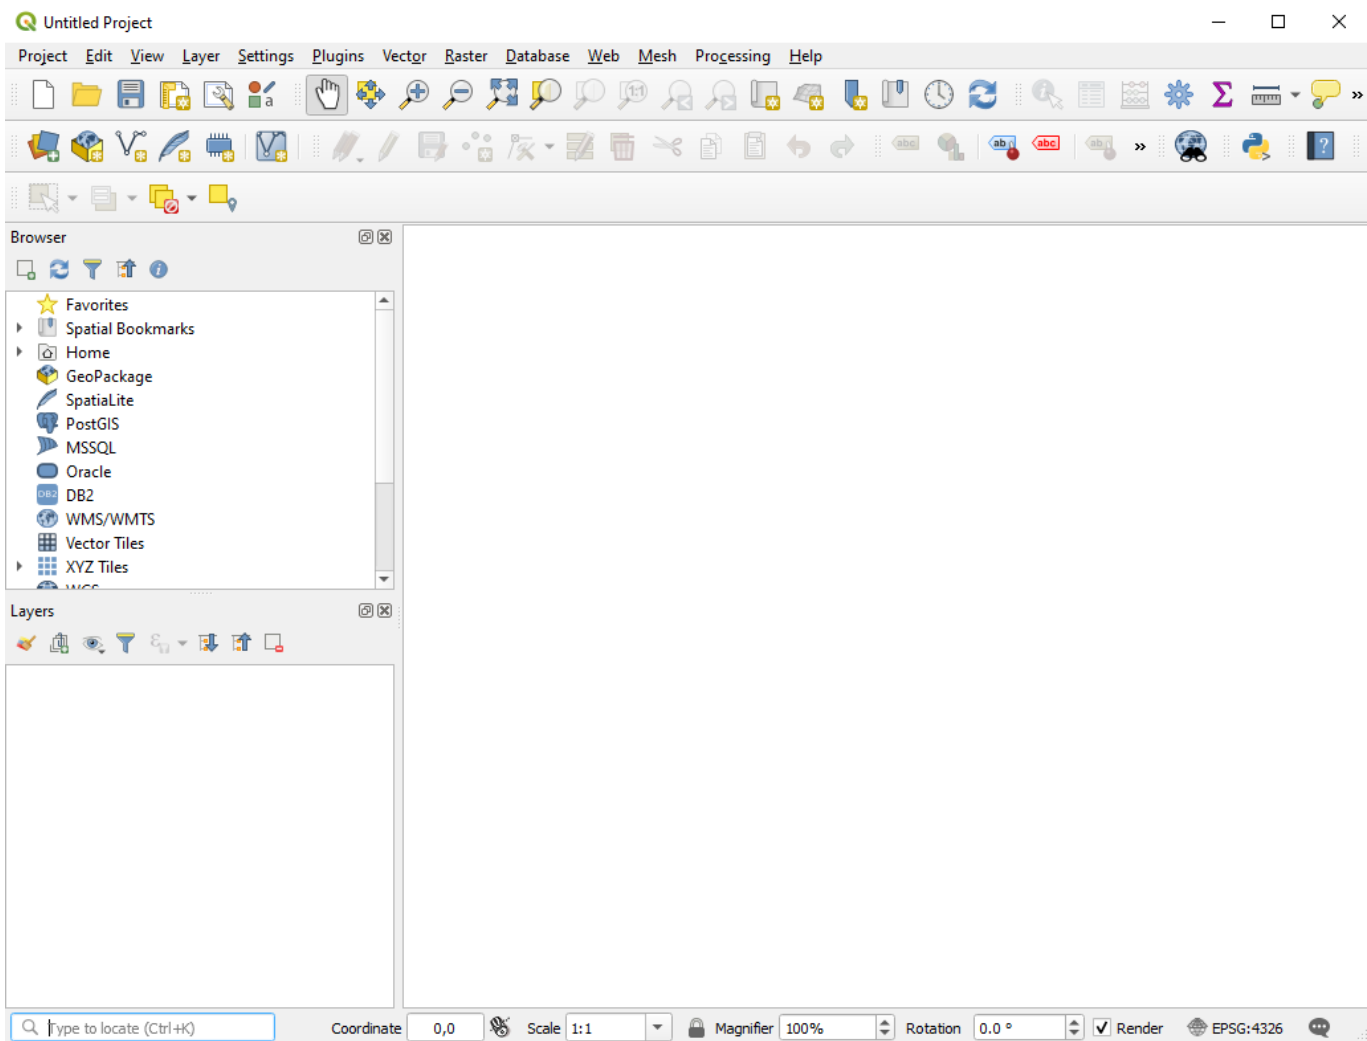 Untitled Project
Project Edit View Layer Settings Plugins Vector Raster Database Web Mesh Processing Help
Browser
Favorites
Spatial Bookmarks
Home
GeoPackage
SpatiaLite
PostGIS
MSSQL
Oracle
DB2 DB2
WMS/WMTS
Vector Tiles
XYZ Tiles
WCS
Layers
Type to locate (Ctrl+K) Coordinate 0,0 Scale 1:1 Magnifier 100% Rotation 0.0 ° Render EPSG:4326